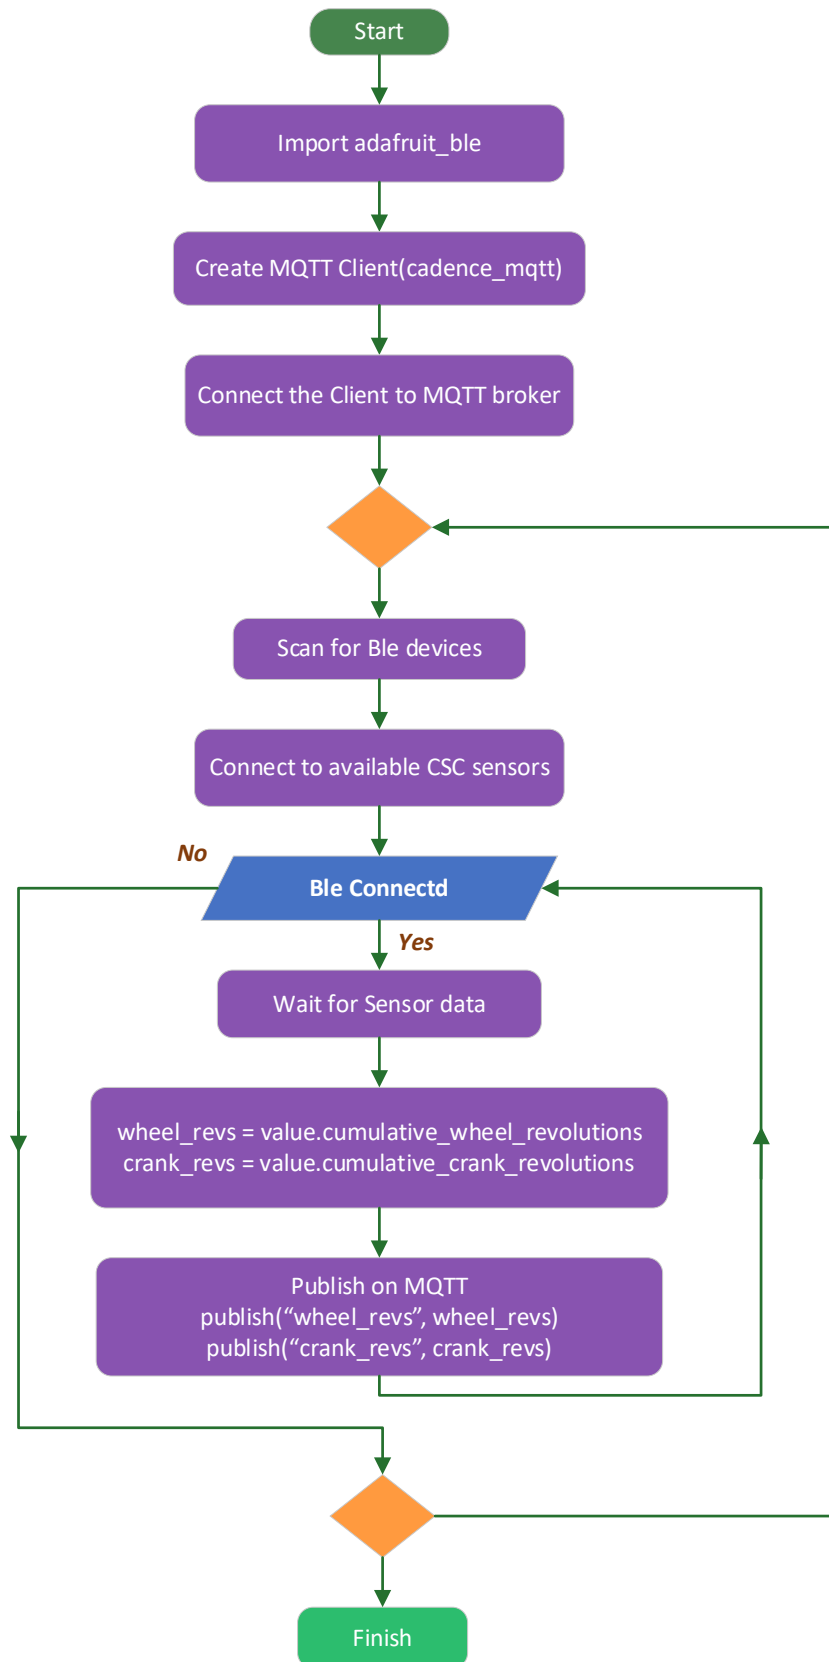 Start
Import adafruit_ble
Create MQTT Client(cadence_mqtt)
Connect the Client to MQTT broker
Scan for Ble devices
Connect to available CSC sensors
No
Ble Connectd
Yes
Wait for Sensor data
wheel_revs = value.cumulative_wheel_revolutions
crank_revs = value.cumulative_crank_revolutions
Publish on MQTT
publish(“wheel_revs”, wheel_revs)
publish(“crank_revs”, crank_revs)
Finish